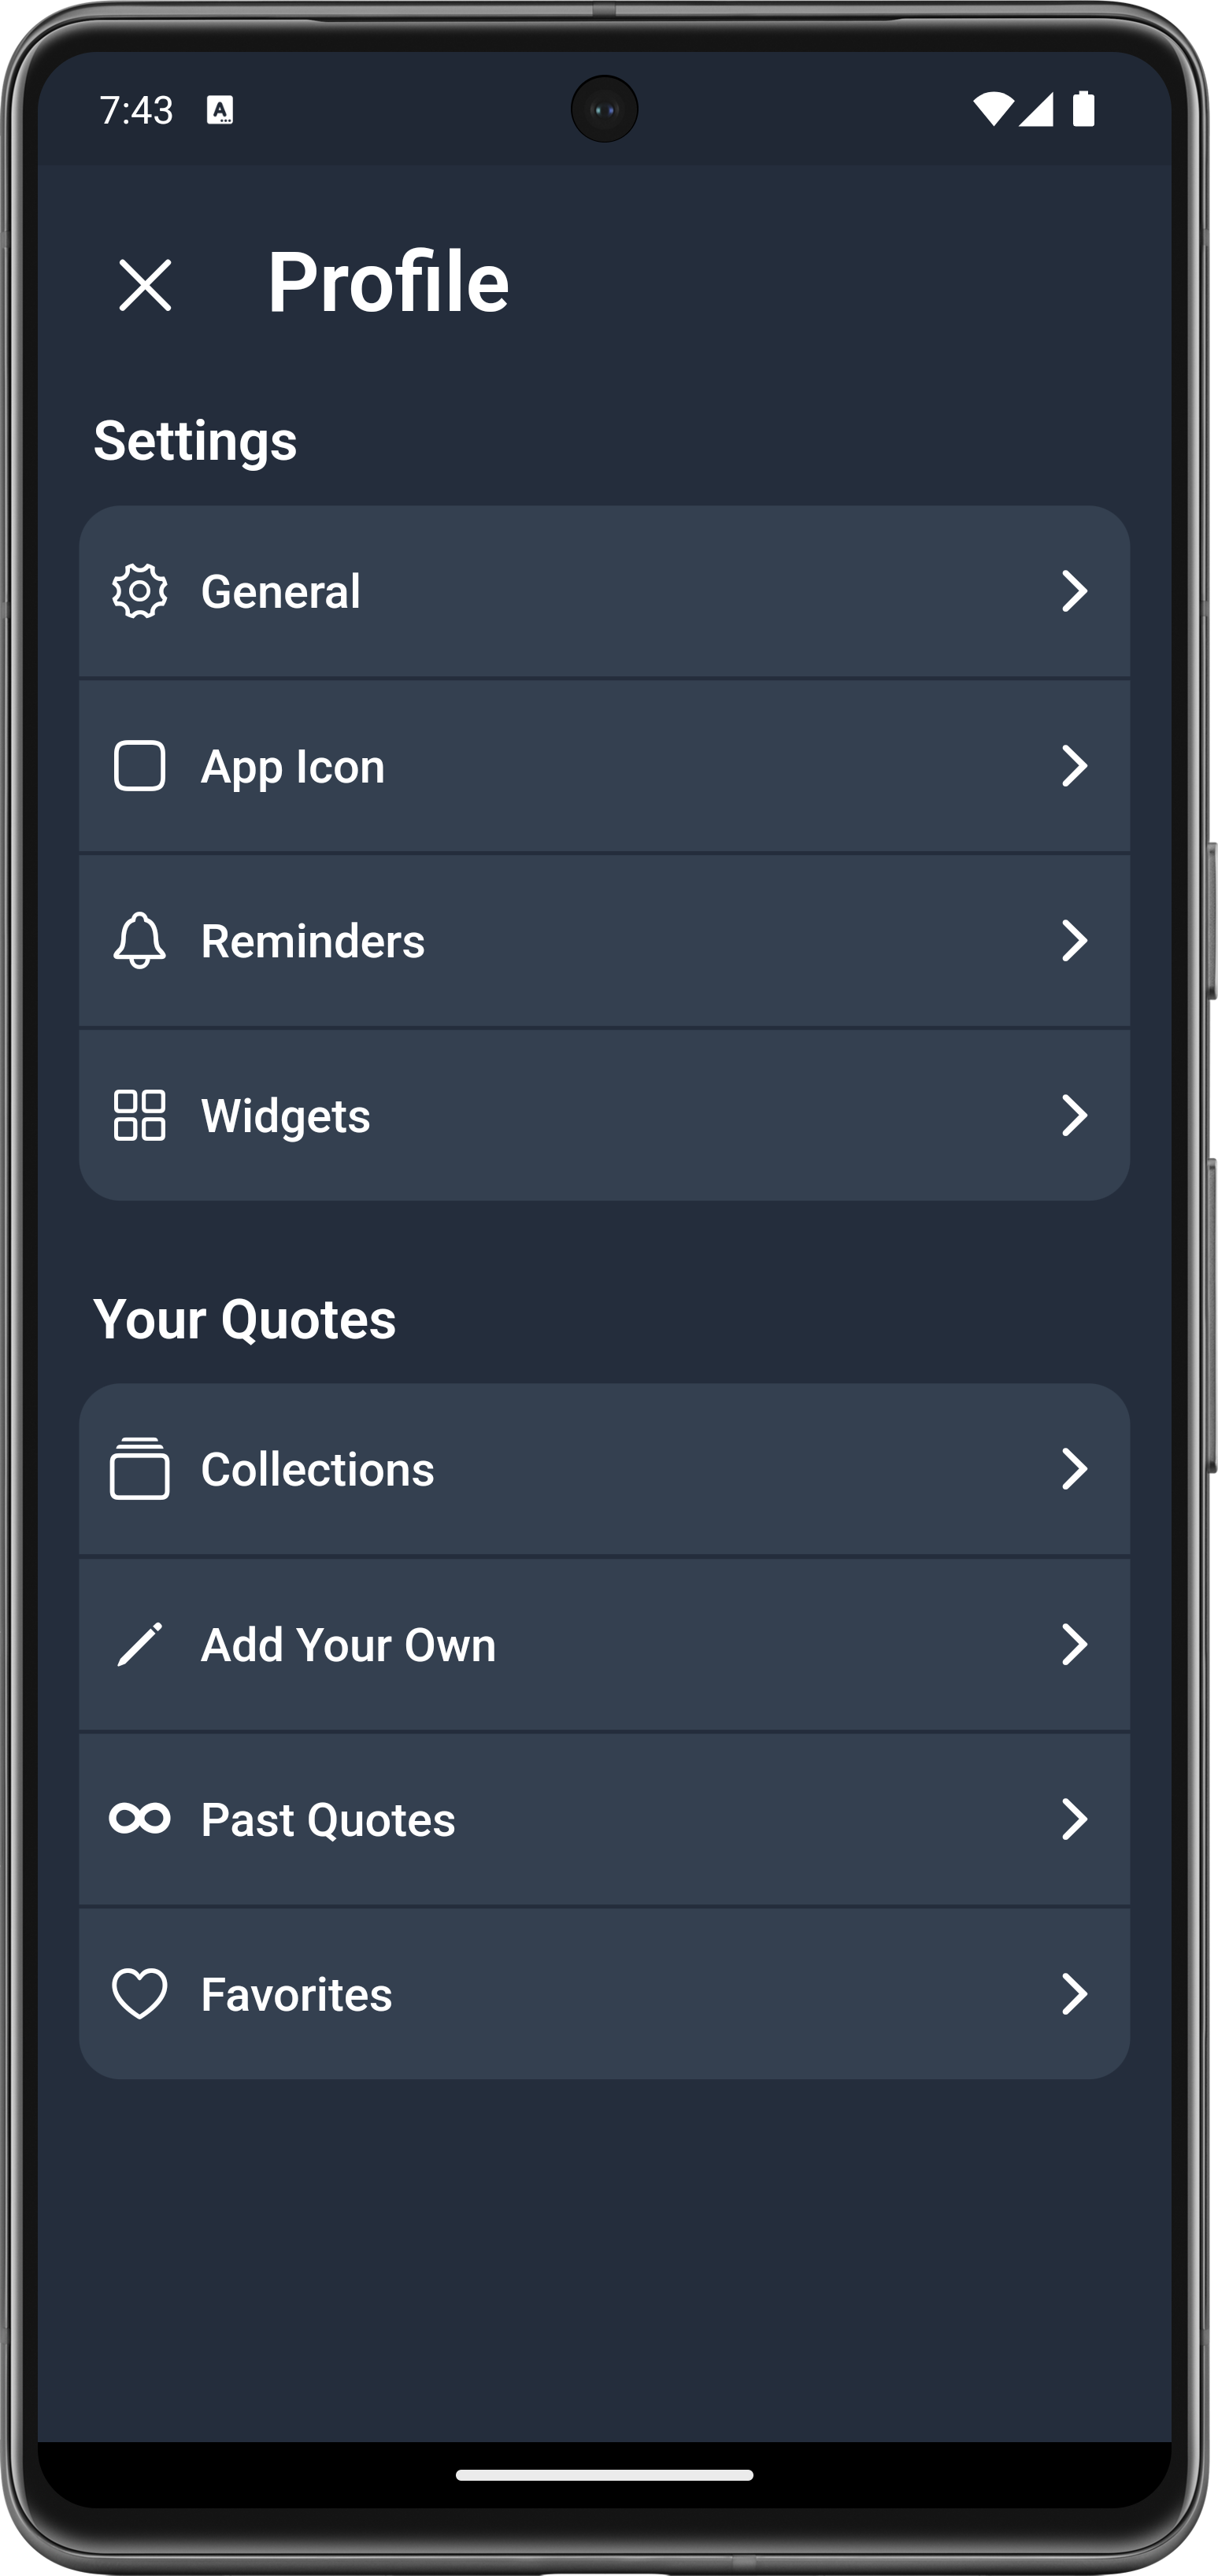 7:43
Profile
Settings
General
App Icon
Reminders
Widgets
Your Quotes
Collections
Add Your Own
Past Quotes
Favorites